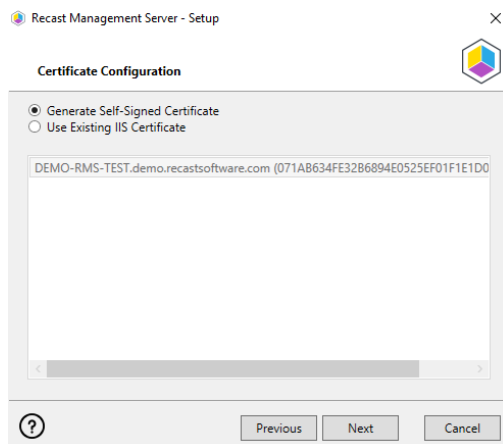 Recast Management Server - Setup
Certificate Configuration
Generate Self-Signed Certificate
Use Existing IIS Certificate
DEMO-RMS-TEST.demo.recastsoftware.com (071AB634FE32B6894E0525EF01F1E1D0
?
Previous Next Cancel